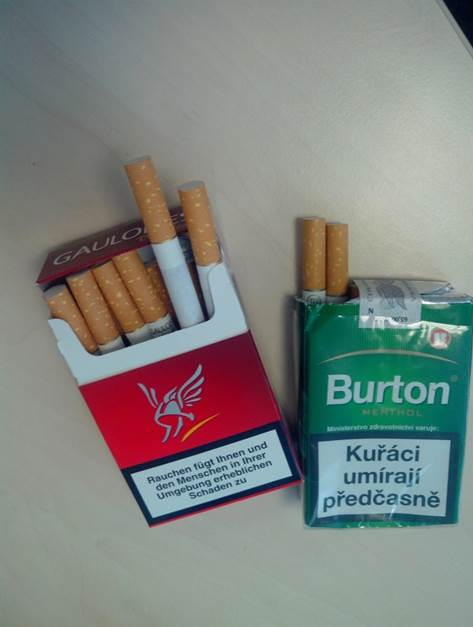 GAULOISES
Rauchen fügt Ihnen und
den Menschen in Ihrer
Umgebung erheblichen
Schaden zu
Burton®
MENTHOL
Ministerstvo zdravotnictví varuje:
Kuřáci
umírají
předčasně